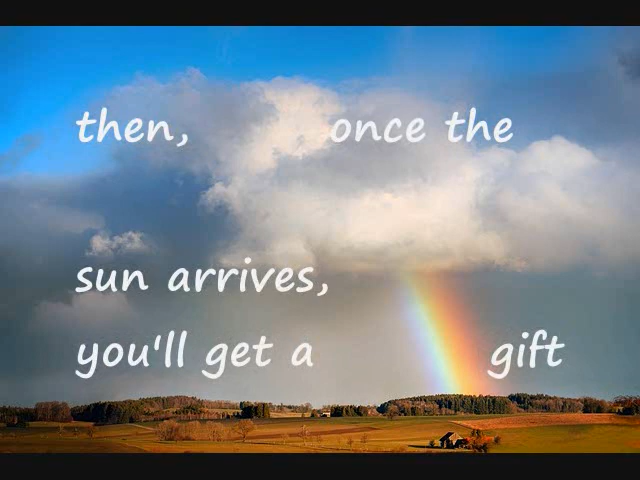 then, once the
sun arrives,
you'll get a gift